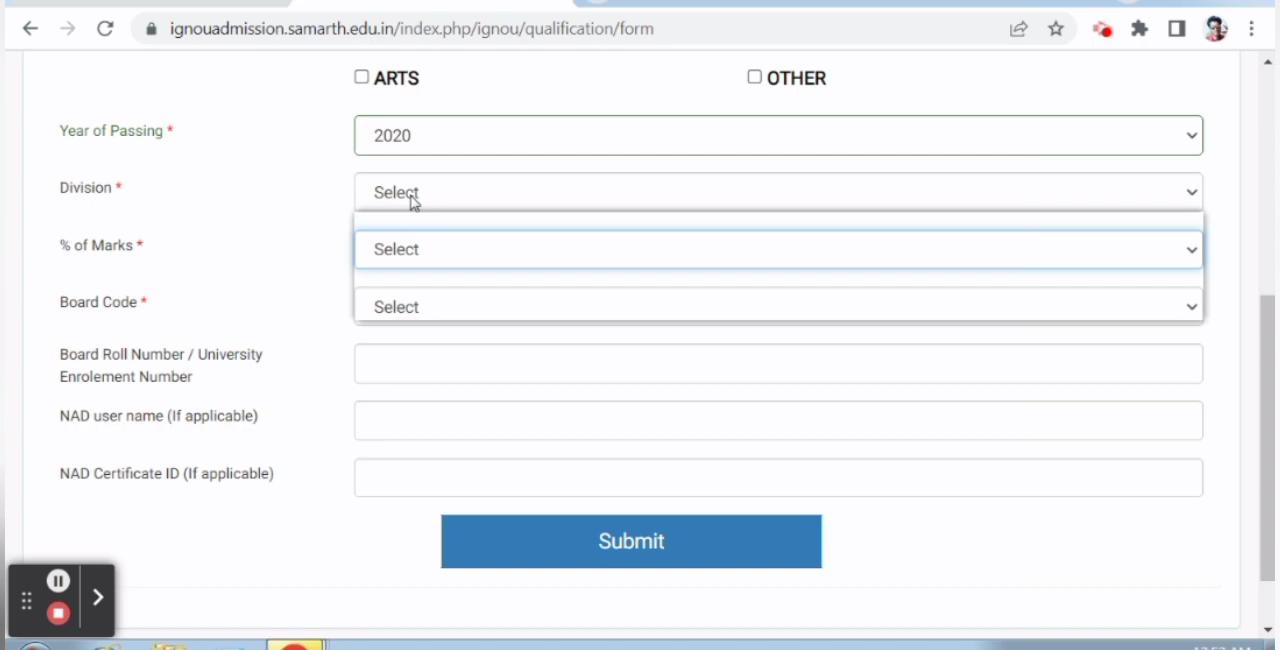 ignouadmission.samarth.edu.in/index.php/ignou/qualification/form
ARTS OTHER
Year of Passing * 2020
Division * Select
% of Marks * Select
Board Code * Select
Board Roll Number / University
Enrolement Number
NAD user name (If applicable)
NAD Certificate ID (If applicable)
Submit